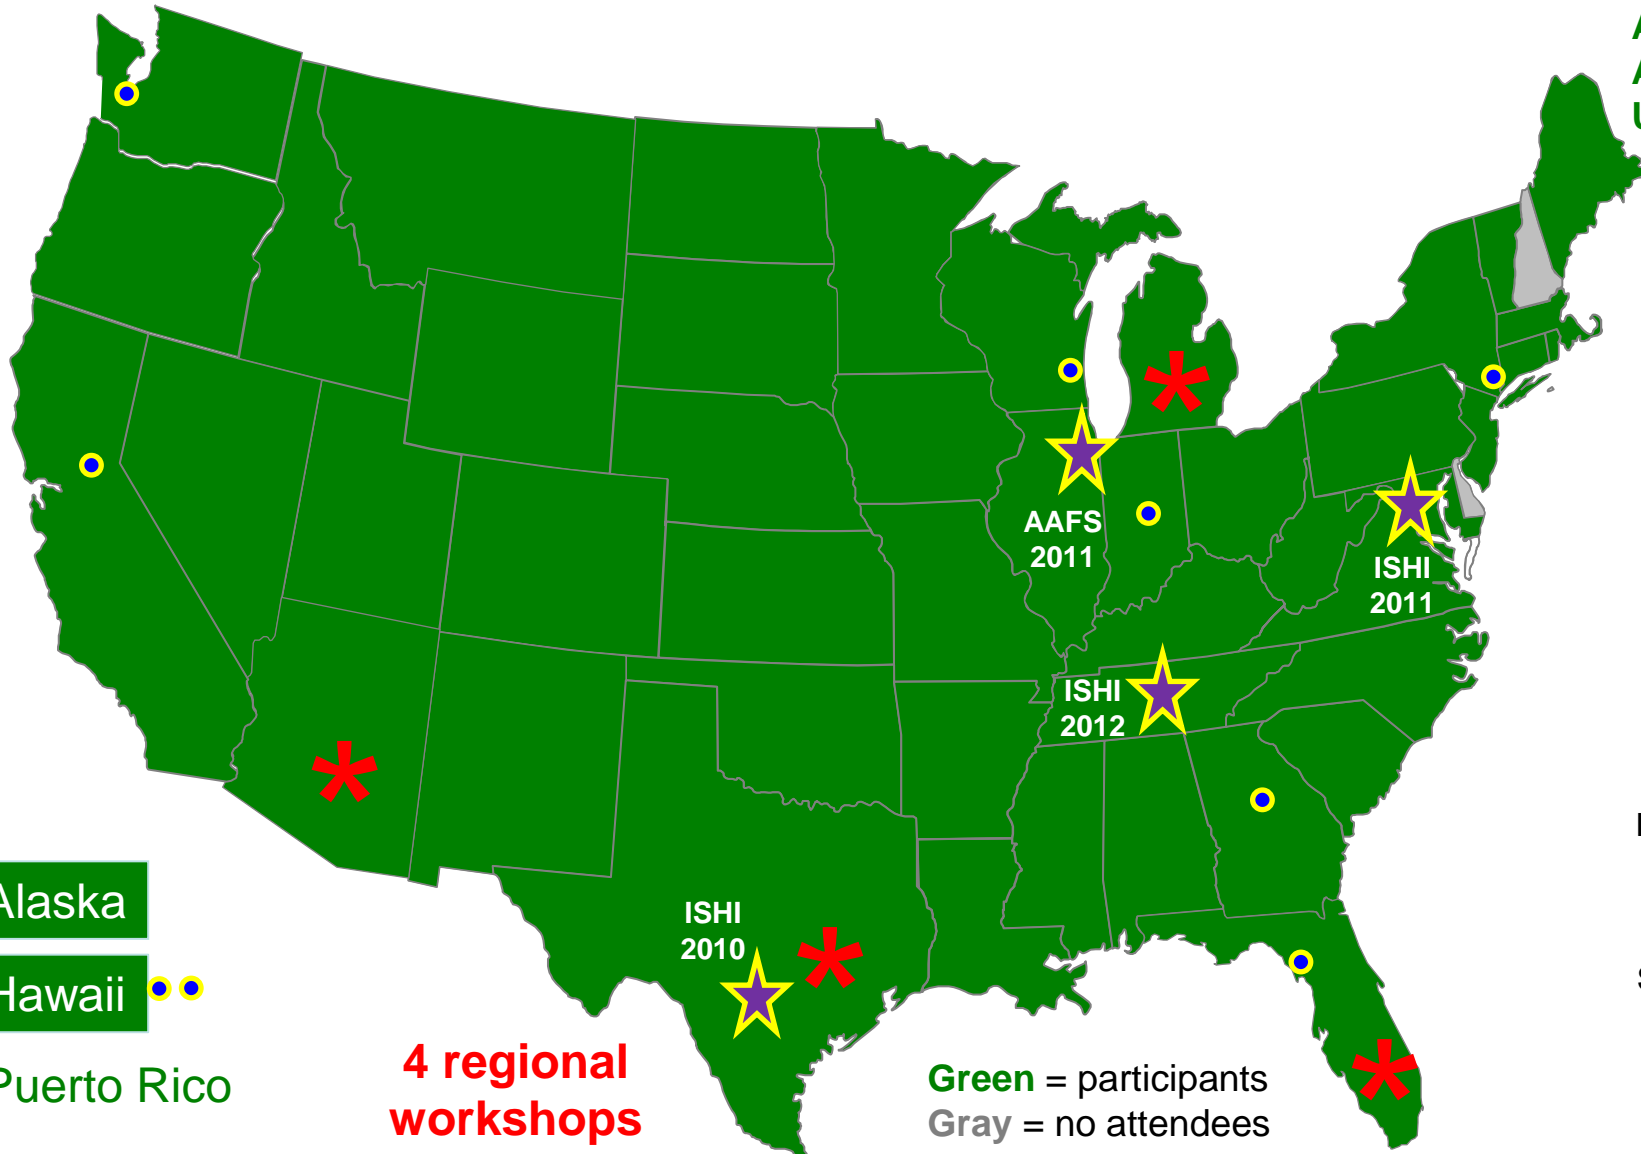 AAFS
2011
ISHI
2011
ISHI
2012
ISHI
2010
Alaska
Hawaii
Puerto Rico
4 regional
workshops
Green = participants
Gray = no attendees